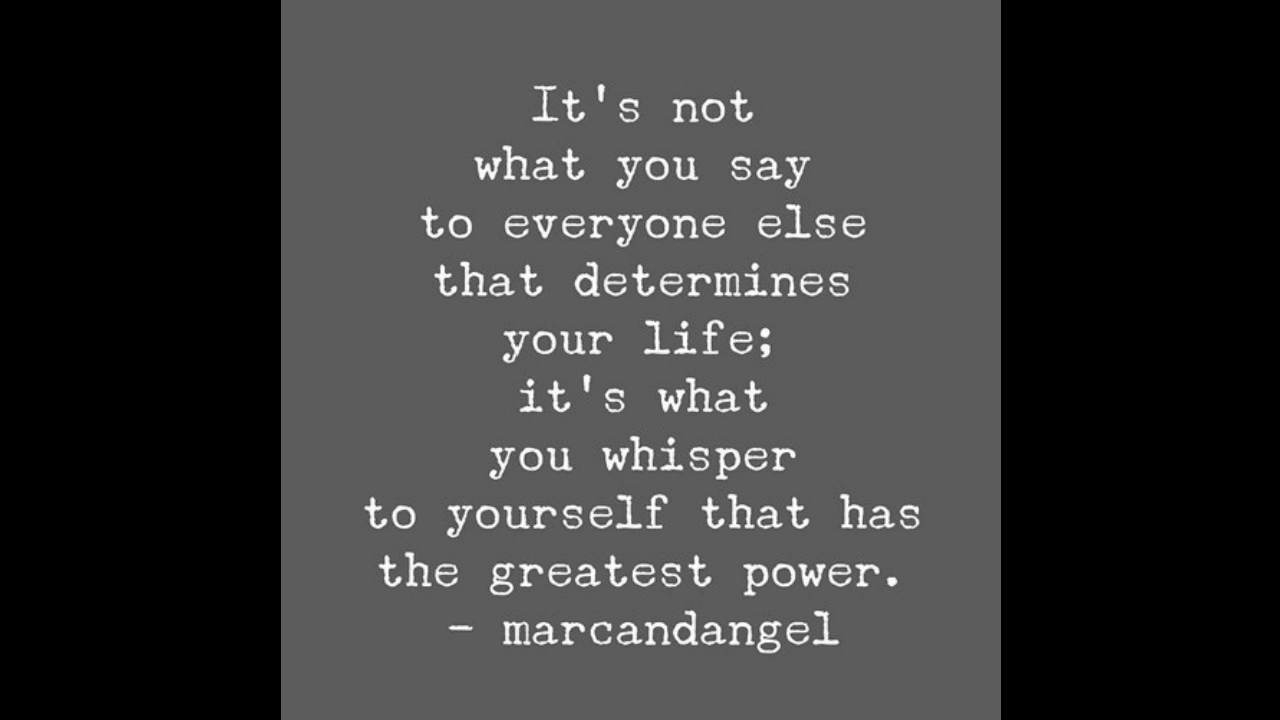 It's not
what you say
to everyone else
that determines
your life;
it's what
you whisper
to yourself that has
the greatest power.
- marcandangel